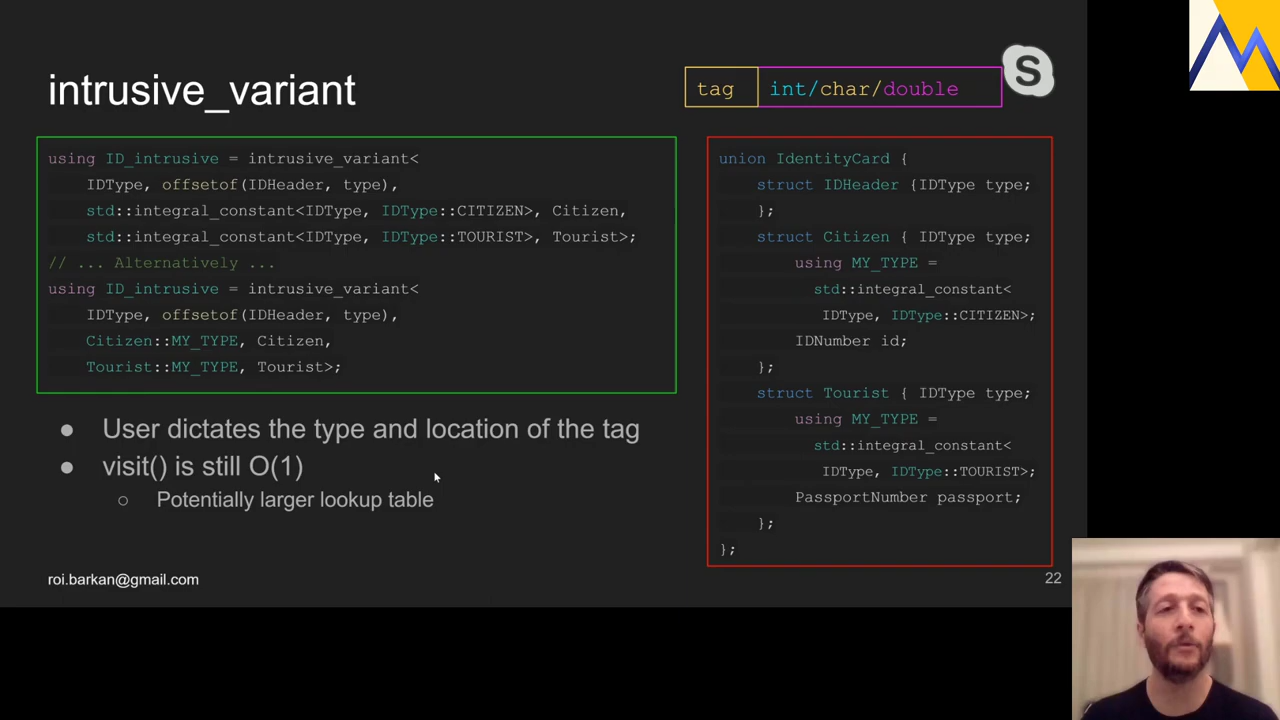 intrusive_variant
tag int/char/double
S
using ID_intrusive = intrusive_variant<
IDType, offsetof(IDHeader, type),
std::integral_constant<IDType, IDType::CITIZEN>, Citizen,
std::integral_constant<IDType, IDType::TOURIST>, Tourist>;
// ... Alternatively ...
using ID_intrusive = intrusive_variant<
IDType, offsetof(IDHeader, type),
Citizen::MY_TYPE, Citizen,
Tourist::MY_TYPE, Tourist>;
union IdentityCard {
struct IDHeader {IDType type;
};
struct Citizen { IDType type;
using MY_TYPE =
std::integral_constant<
IDType, IDType::CITIZEN>;
IDNumber id;
};
struct Tourist { IDType type;
using MY_TYPE =
std::integral_constant<
IDType, IDType::TOURIST>;
PassportNumber passport;
};
};
● User dictates the type and location of the tag
● visit() is still O(1)
○ Potentially larger lookup table
roi.barkan@gmail.com
22